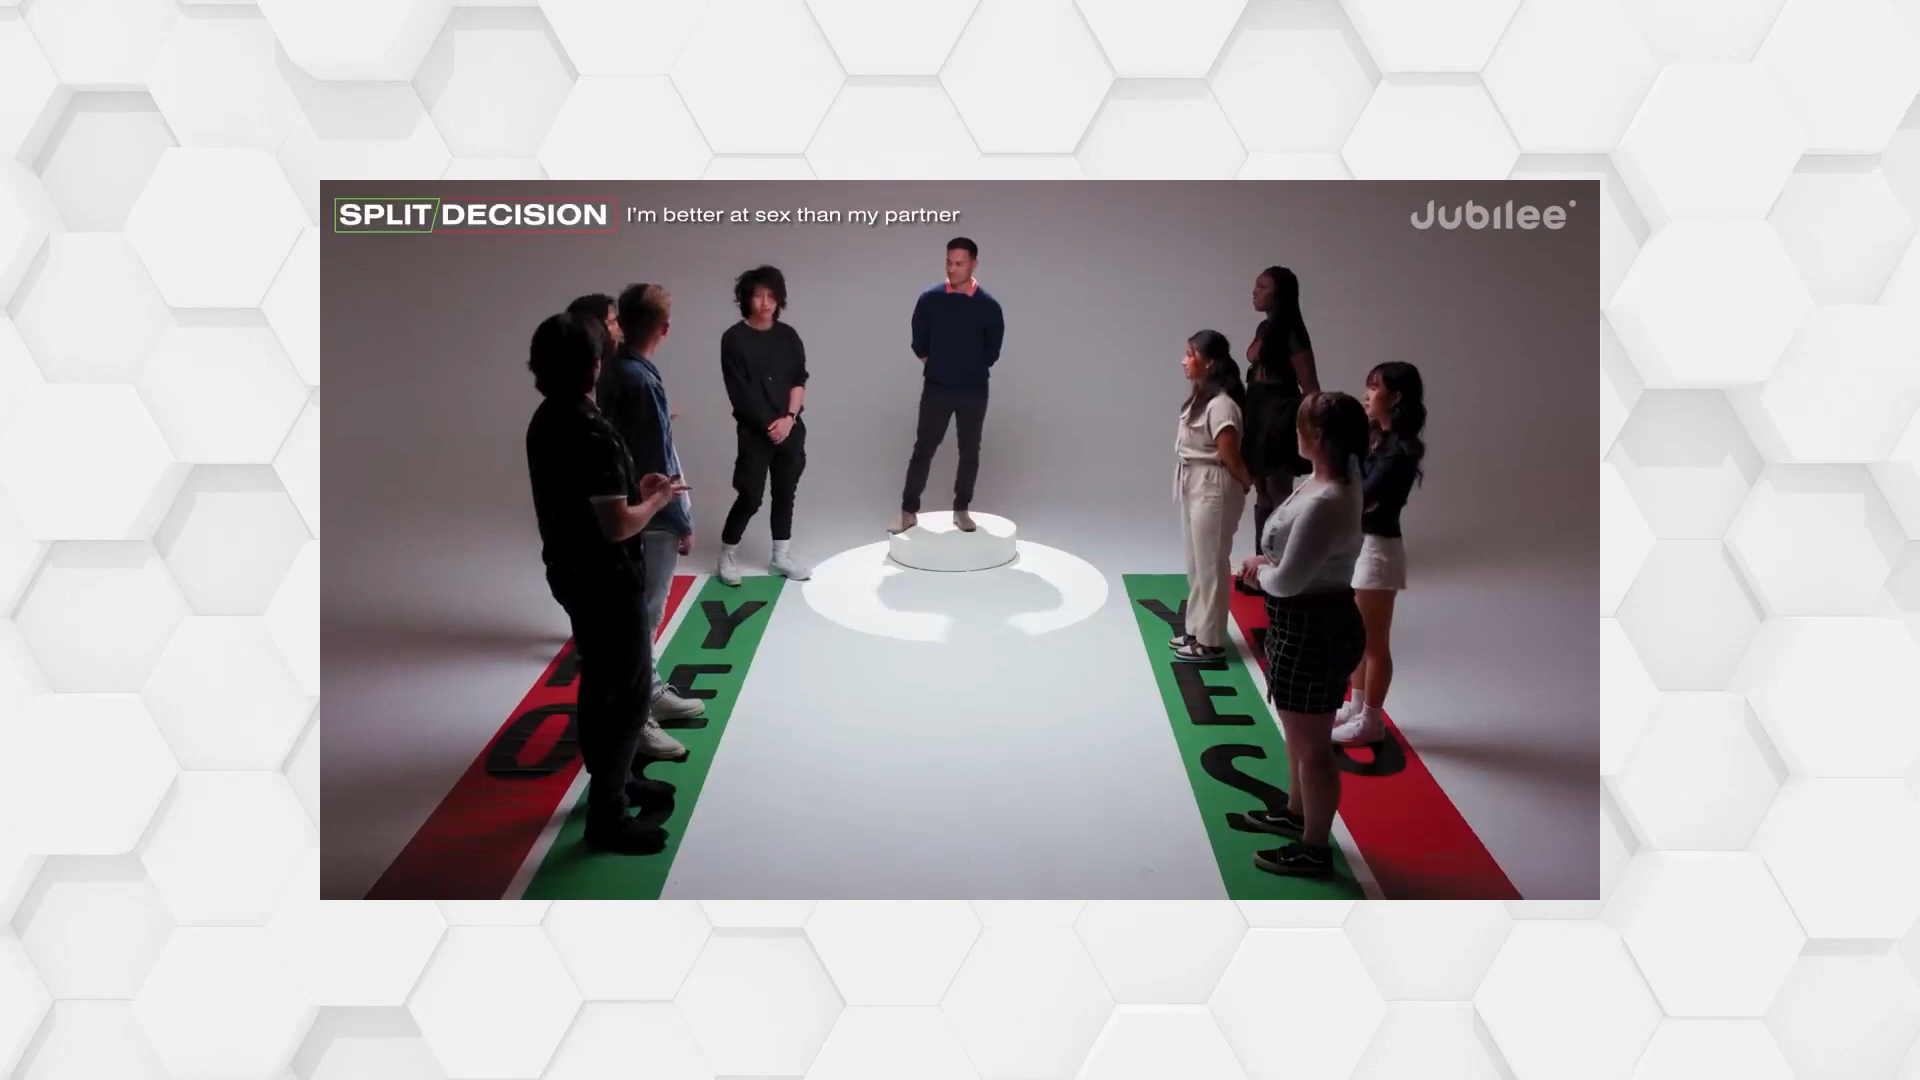 SPLIT DECISION
I'm better at sex than my partner
Jubilee
YES
YES